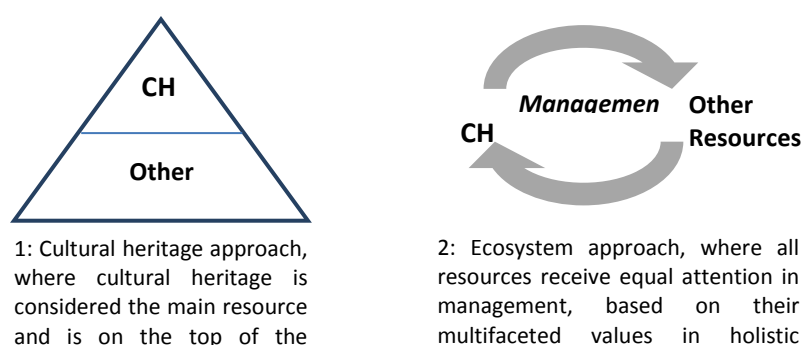 CH
Other
Managemen
CH
Other
Resources
1: Cultural heritage approach,
where cultural heritage is
considered the main resource
and is on the top of the
2: Ecosystem approach, where all
resources receive equal attention in
management, based on their
multifaceted values in holistic